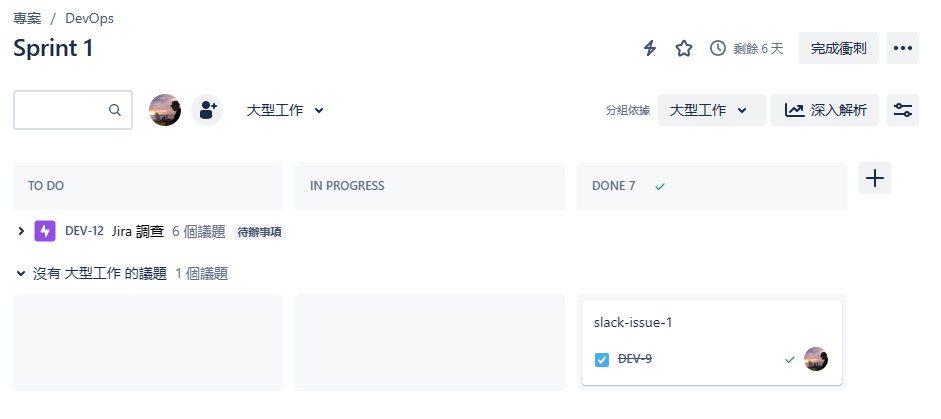 專案 / DevOps
Sprint 1
剩餘 6 天
完成衝刺
大型工作
分組依據
大型工作
深入解析
TO DO
IN PROGRESS
DONE 7
DEV-12 Jira 調查 6 個議題 待辦事項
沒有 大型工作 的議題 1 個議題
slack-issue-1
DEV-9